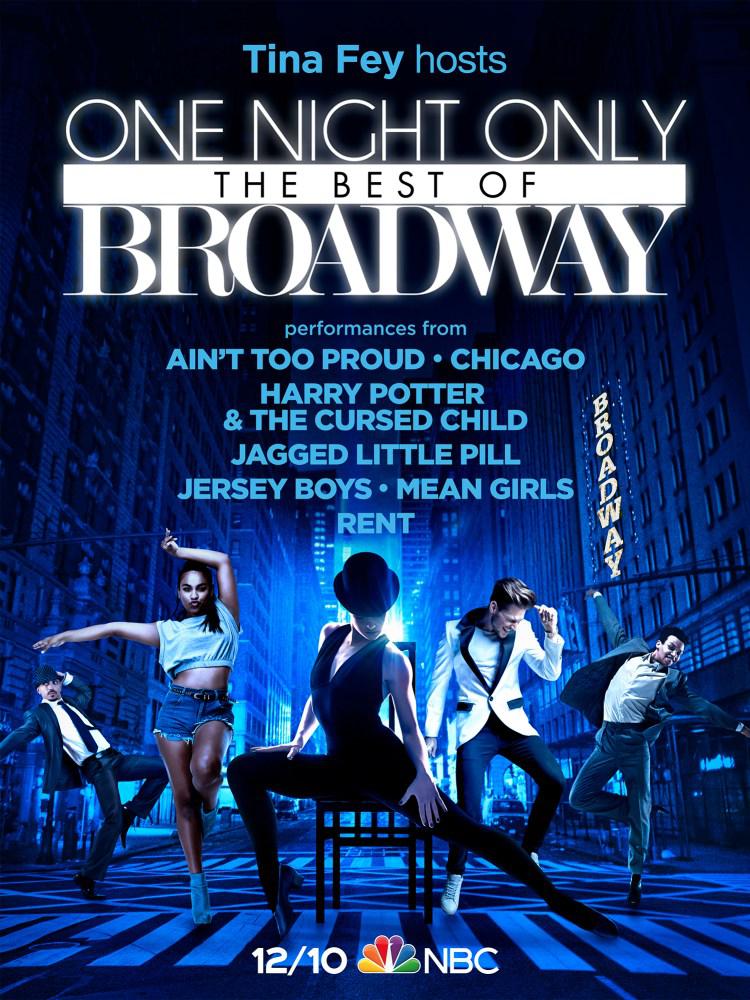 Tina Fey hosts
ONE NIGHT ONLY
THE BEST OF
BROADWAY
performances from
AIN'T TOO PROUD • CHICAGO
HARRY POTTER
& THE CURSED CHILD
JAGGED LITTLE PILL
JERSEY BOYS • MEAN GIRLS
RENT
BROADWAY
12/10 NBC